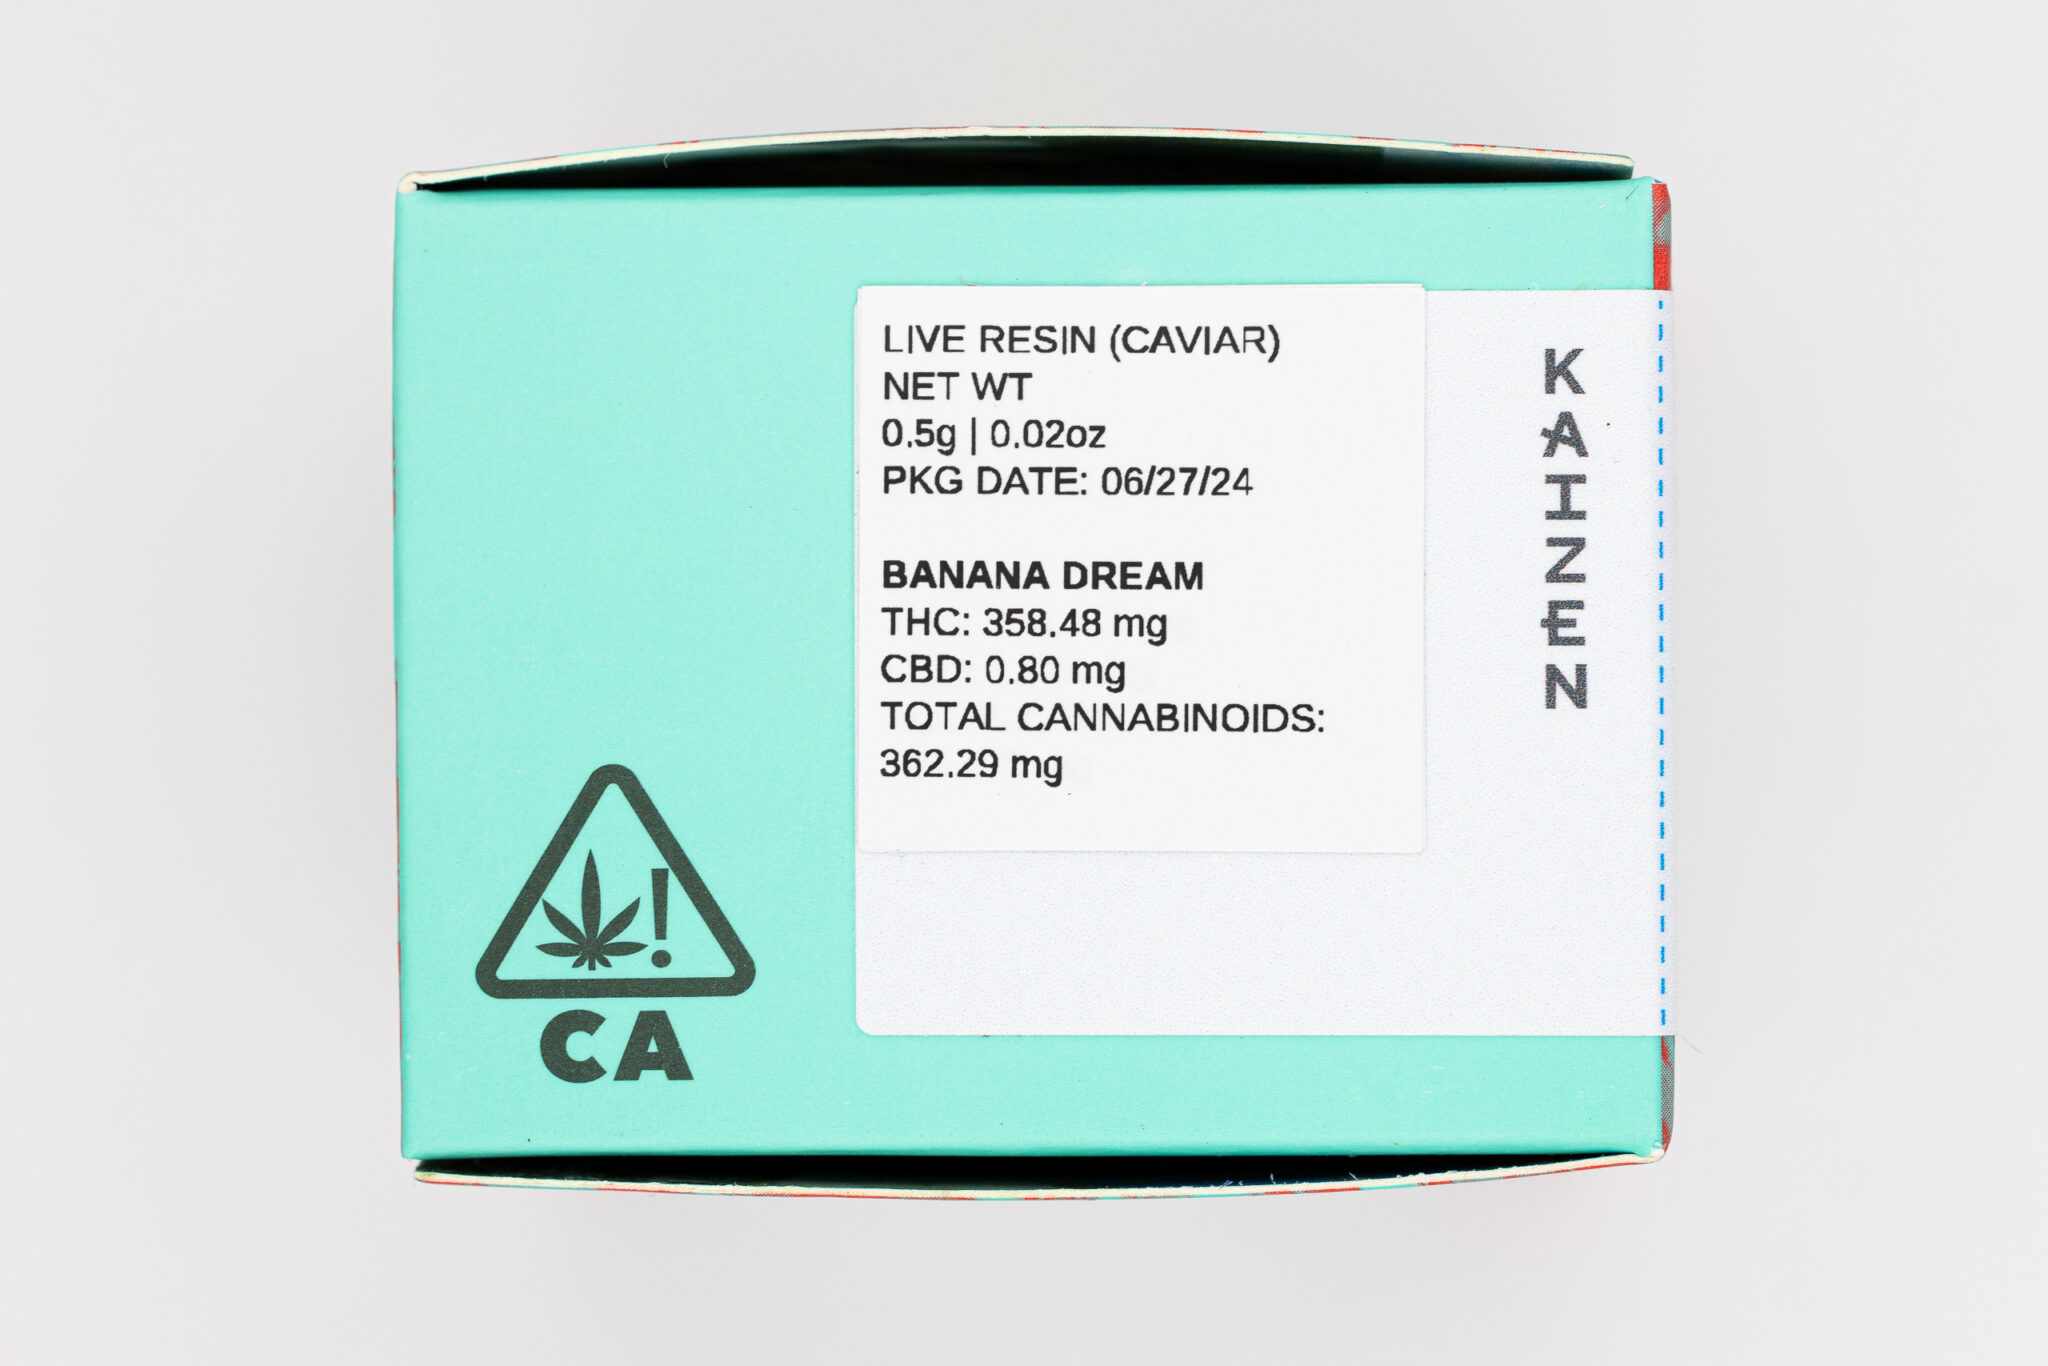 LIVE RESIN (CAVIAR)
NET WT
0.5g | 0.02oz
PKG DATE: 06/27/24
BANANA DREAM
THC: 358.48 mg
CBD: 0.80 mg
TOTAL CANNABINOIDS:
362.29 mg
KAIZEN
!
CA